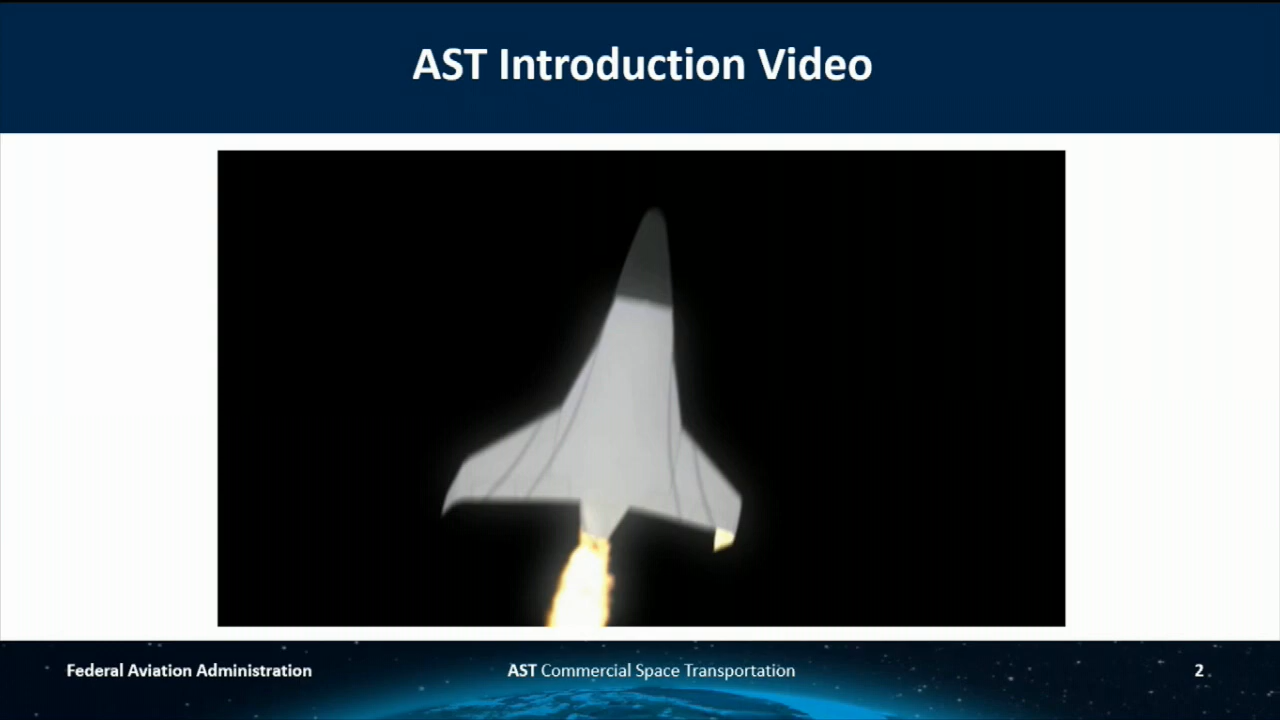 AST Introduction Video
Federal Aviation Administration
AST Commercial Space Transportation
2